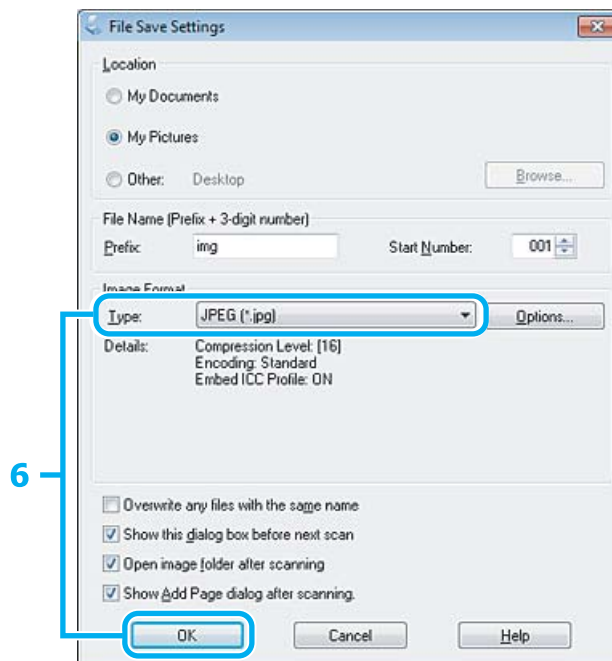 File Save Settings
Location
My Documents
My Pictures
Other: Desktop Browse...
File Name (Prefix + 3-digit number)
Prefix: img Start Number: 001
Image Format
Type: JPEG (*.jpg) Options...
Details: Compression Level: [16]
Encoding: Standard
Embed ICC Profile: ON
6
Overwrite any files with the same name
Show this dialog box before next scan
Open image folder after scanning
Show Add Page dialog after scanning.
OK Cancel Help